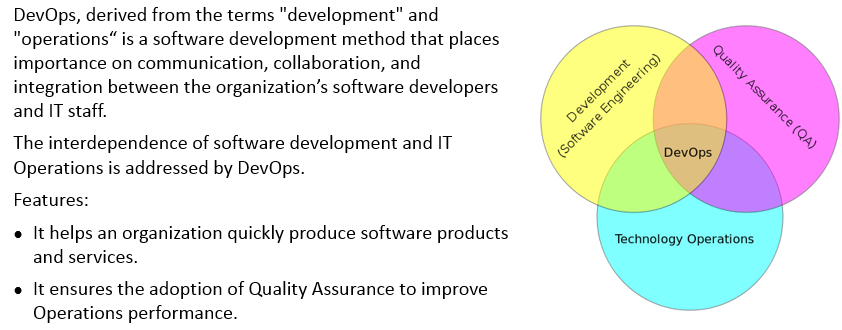 DevOps, derived from the terms "development" and
"operations“ is a software development method that places
importance on communication, collaboration, and
integration between the organization’s software developers
and IT staff.
The interdependence of software development and IT
Operations is addressed by DevOps.
Features:
• It helps an organization quickly produce software products
and services.
• It ensures the adoption of Quality Assurance to improve
Operations performance.
Development
(Software Engineering)
Quality Assurance (QA)
DevOps
Technology Operations